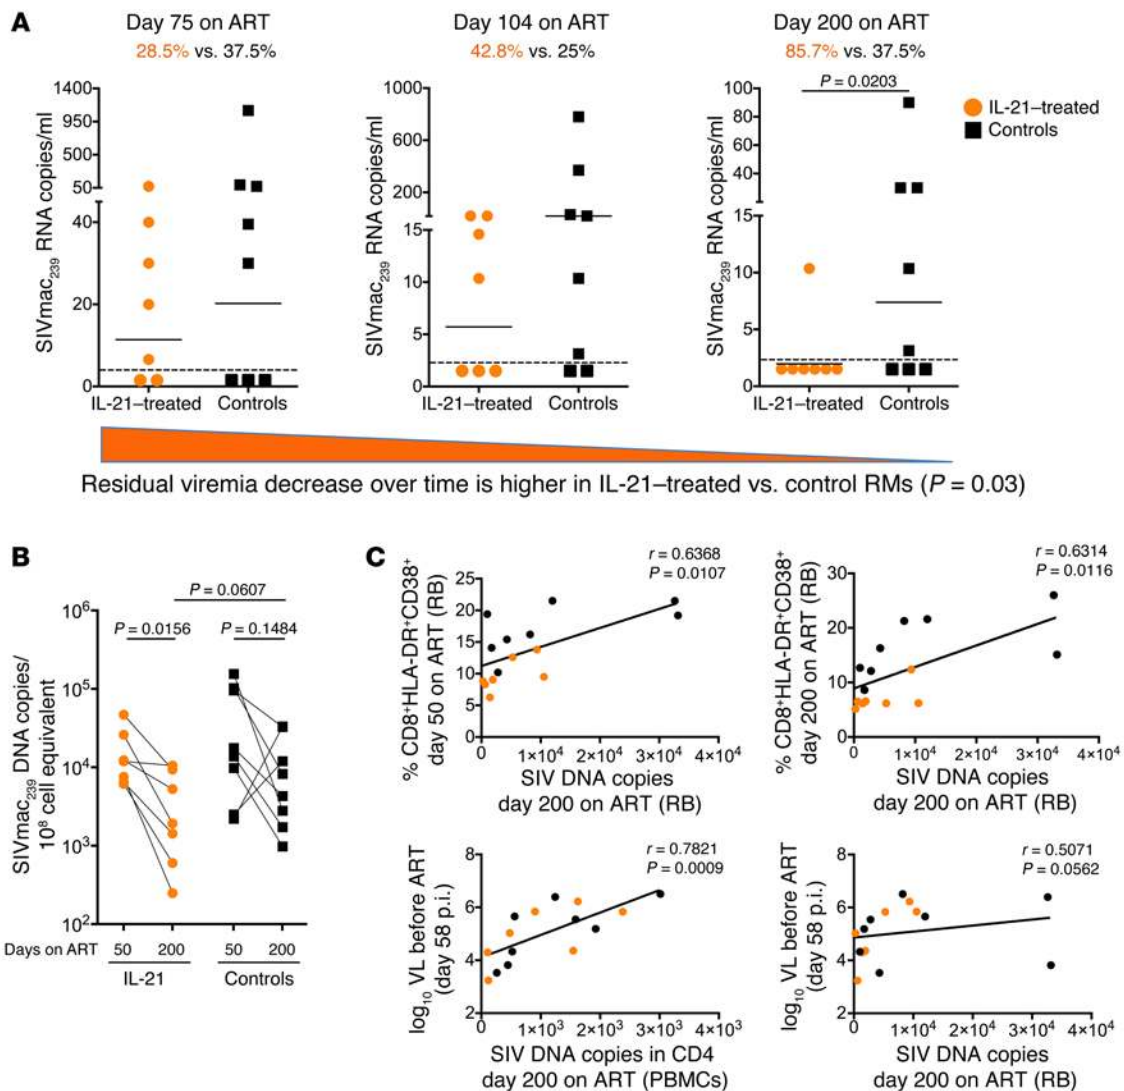 A
Day 75 on ART
28.5% vs. 37.5%
Day 104 on ART
42.8% vs. 25%
Day 200 on ART
85.7% vs. 37.5%
P = 0.0203
IL-21–treated
Controls
SIVmac239 RNA copies/ml
1400
950
500
50
40
20
0
IL-21–treated
Controls
SIVmac239 RNA copies/ml
1000
600
200
15
10
5
0
IL-21–treated
Controls
SIVmac239 RNA copies/ml
100
80
60
40
20
15
10
5
0
IL-21–treated
Controls
Residual viremia decrease over time is higher in IL-21–treated vs. control RMs (P = 0.03)
B
P = 0.0607
P = 0.0156
P = 0.1484
SIVmac239 DNA copies/
10^8 cell equivalent
10^6
10^5
10^4
10^3
10^2
Days on ART
50
200
50
200
IL-21
Controls
C
r = 0.6368
P = 0.0107
% CD8+HLA-DR+CD38+
day 50 on ART (RB)
25
20
15
10
5
0
0
1×10^4
2×10^4
3×10^4
4×10^4
SIV DNA copies
day 200 on ART (RB)
r = 0.6314
P = 0.0116
% CD8+HLA-DR+CD38+
day 200 on ART (RB)
30
20
10
0
0
1×10^4
2×10^4
3×10^4
4×10^4
SIV DNA copies
day 200 on ART (RB)
r = 0.7821
P = 0.0009
log10 VL before ART
(day 58 p.i.)
8
6
4
2
0
1×10^3
2×10^3
3×10^3
4×10^3
SIV DNA copies in CD4
day 200 on ART (PBMCs)
r = 0.5071
P = 0.0562
log10 VL before ART
(day 58 p.i.)
8
6
4
2
0
1×10^4
2×10^4
3×10^4
4×10^4
SIV DNA copies
day 200 on ART (RB)